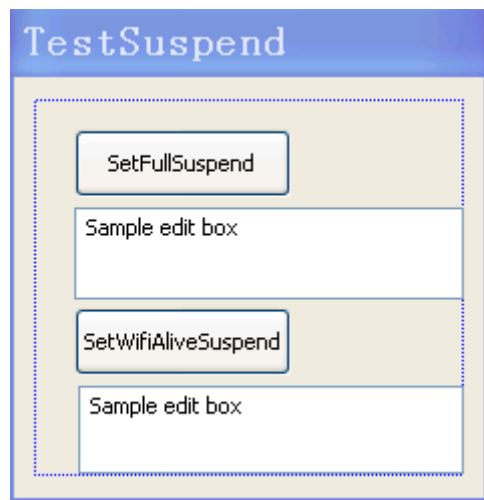 TestSuspend
SetFullSuspend
Sample edit box
SetWifiAliveSuspend
Sample edit box